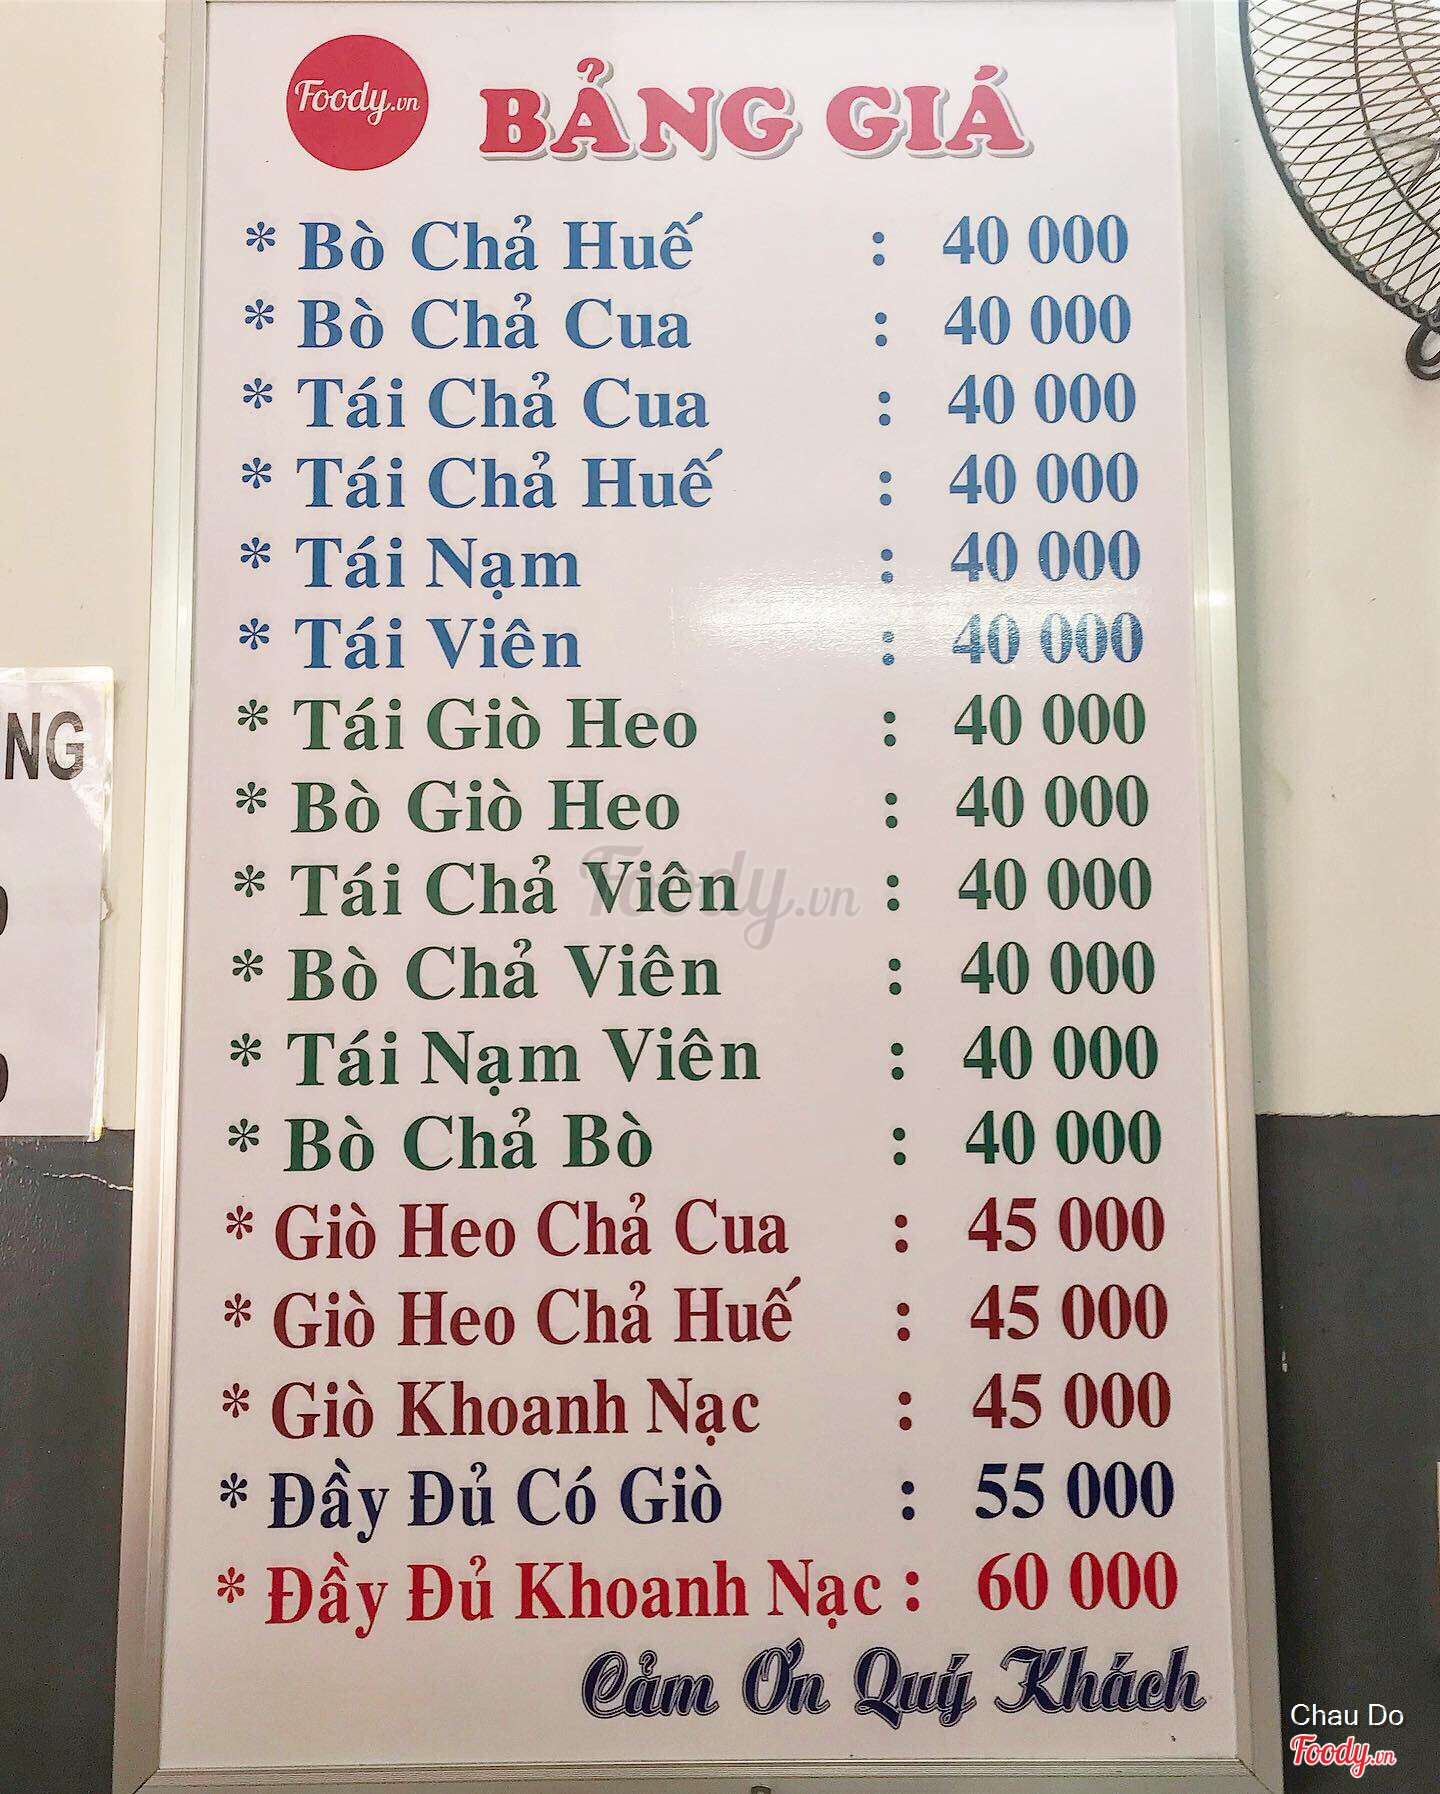 Foody.vn
BẢNG GIÁ
* Bò Chả Huế : 40 000
* Bò Chả Cua : 40 000
* Tái Chả Cua : 40 000
* Tái Chả Huế : 40 000
* Tái Nạm : 40 000
* Tái Viên : 40 000
* Tái Giò Heo : 40 000
* Bò Giò Heo : 40 000
* Tái Chả Viên : 40 000
* Bò Chả Viên : 40 000
* Tái Nạm Viên : 40 000
* Bò Chả Bò : 40 000
* Giò Heo Chả Cua : 45 000
* Giò Heo Chả Huế : 45 000
* Giò Khoanh Nạc : 45 000
* Đầy Đủ Có Giò : 55 000
* Đầy Đủ Khoanh Nạc : 60 000
Cảm Ơn Quý Khách
NG
Foody.vn
Chau Do
Foody.vn